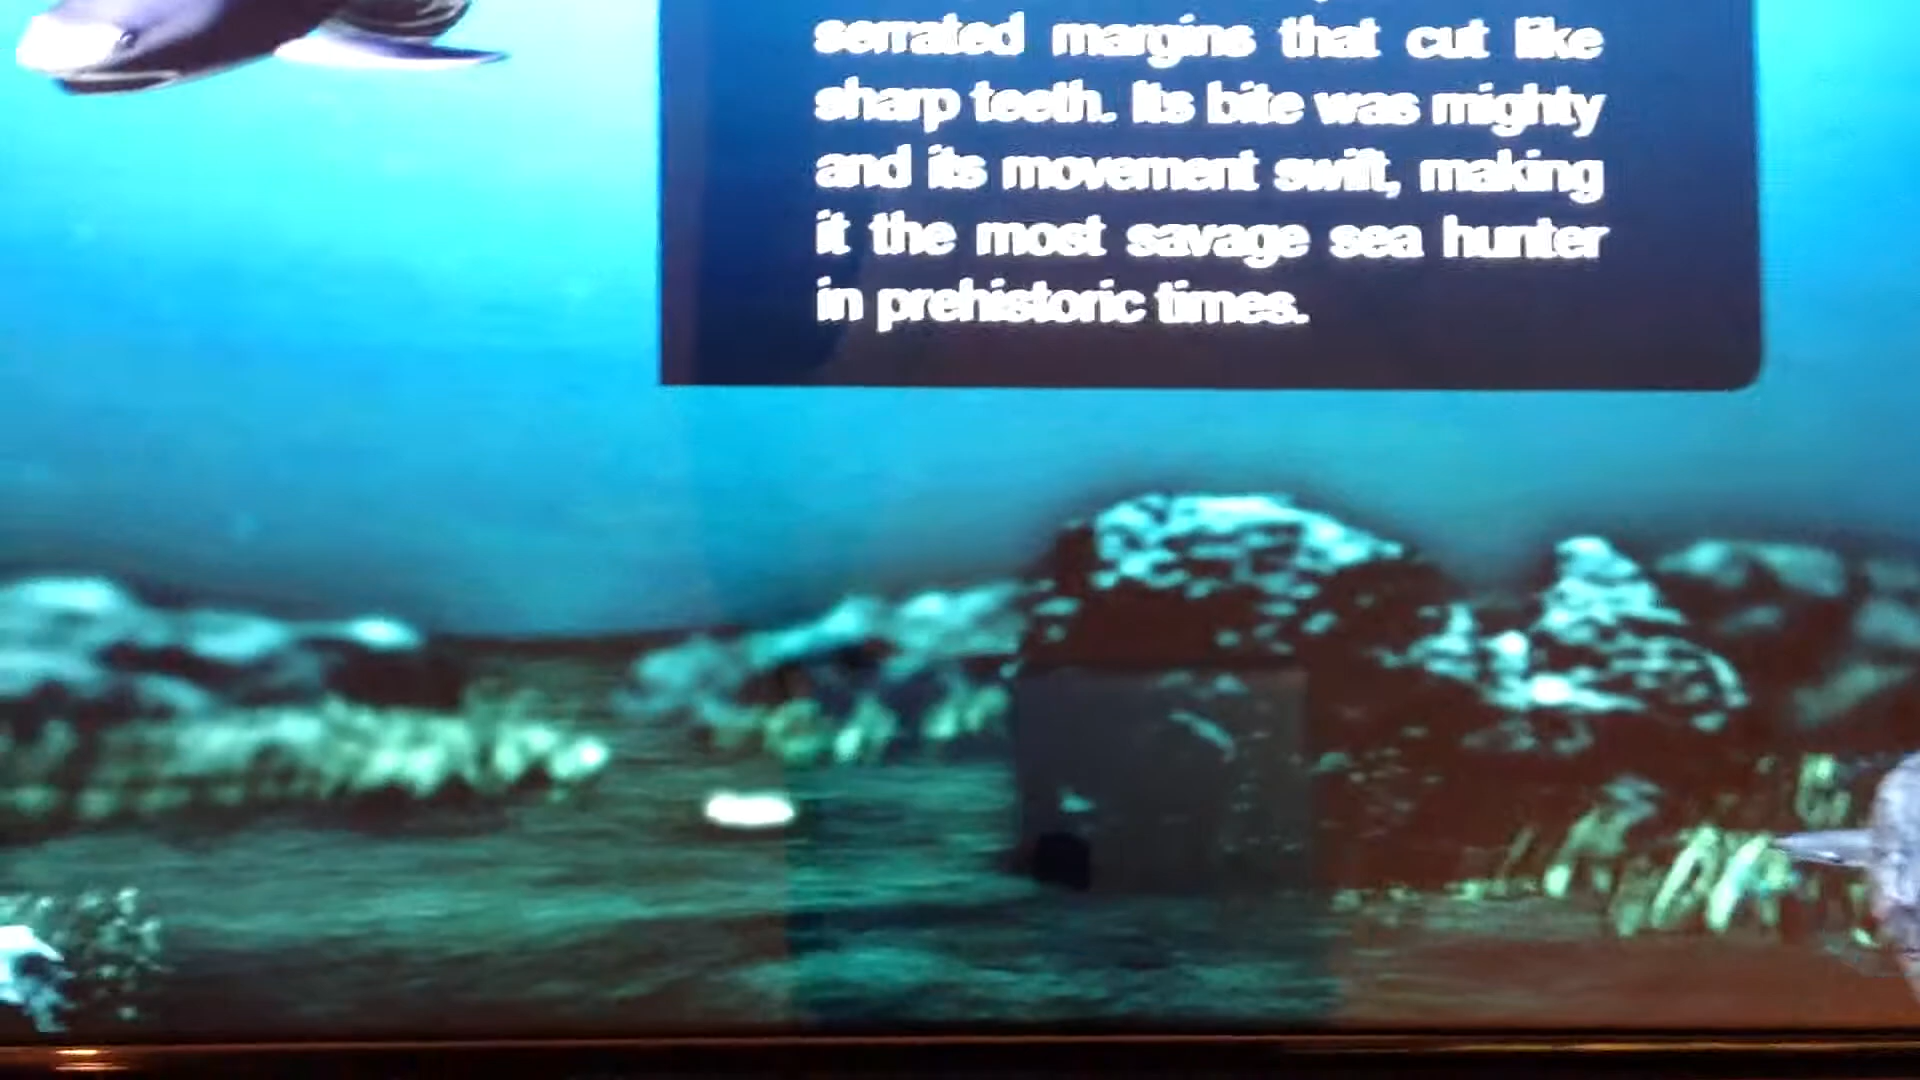 serrated margins that cut like
sharp teeth. Its bite was mighty
and its movement swift, making
it the most savage sea hunter
in prehistoric times.